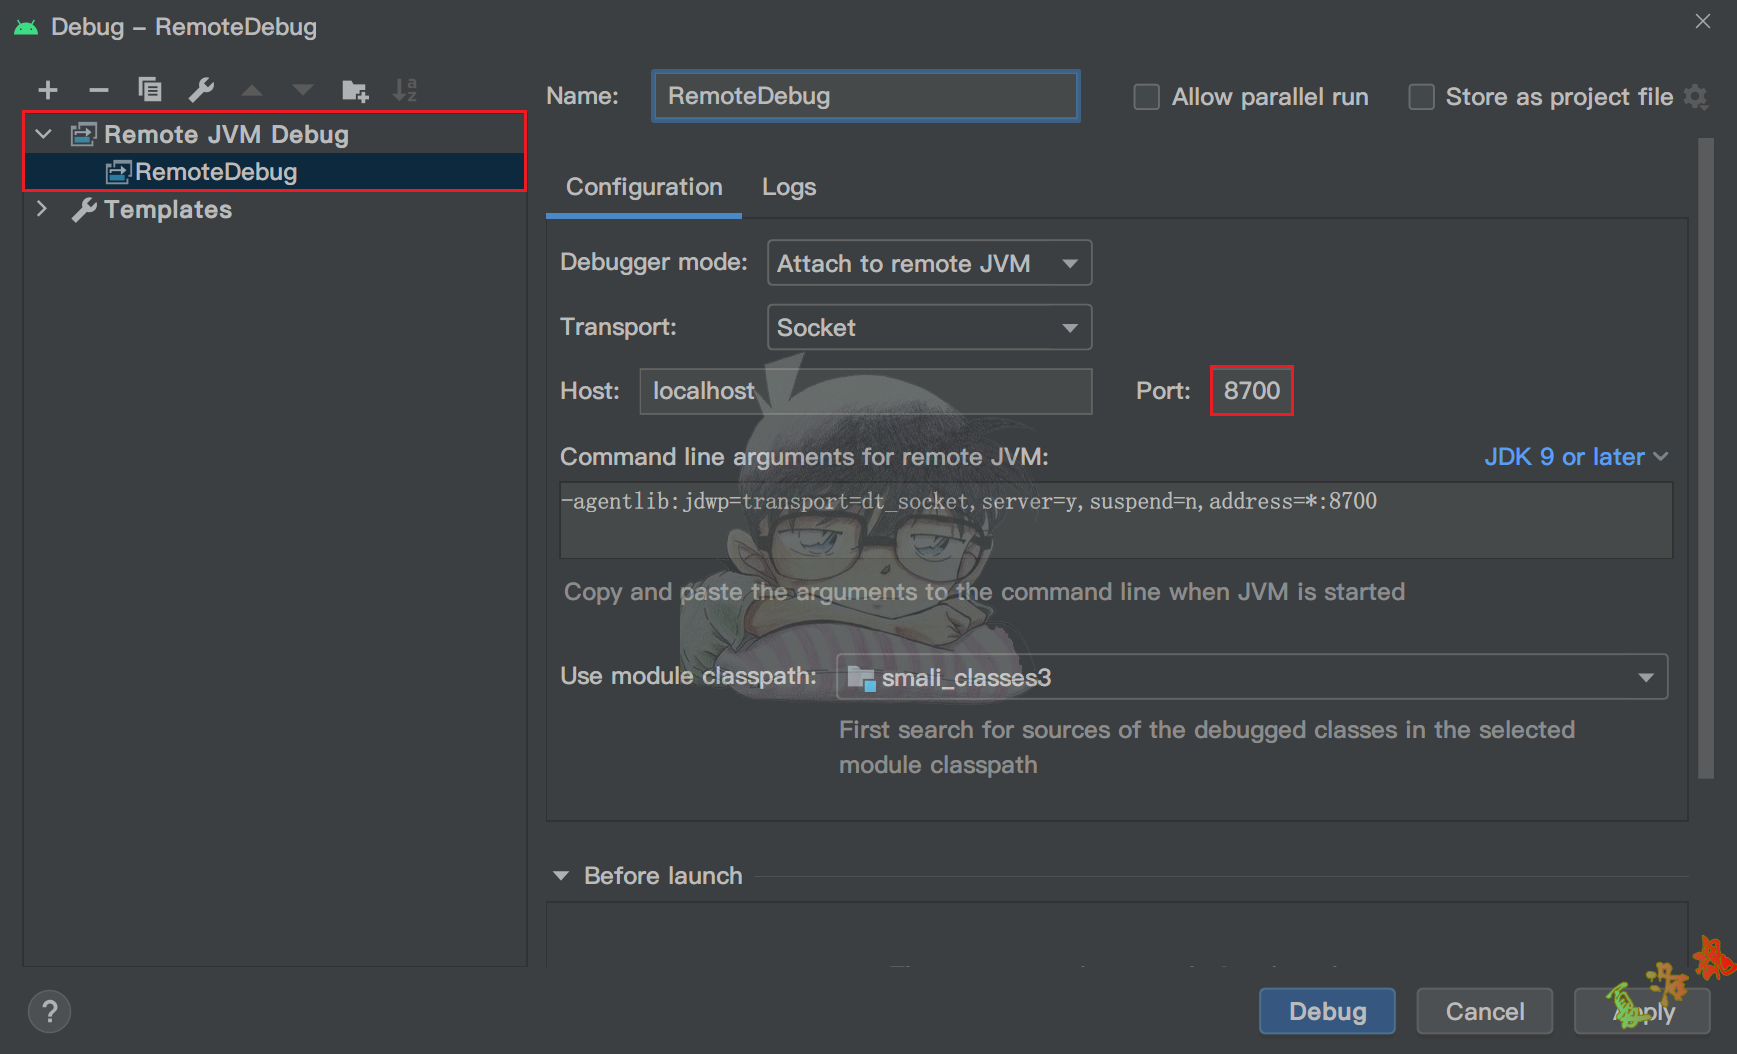 Debug – RemoteDebug
Name: RemoteDebug
Allow parallel run
Store as project file
Remote JVM Debug
RemoteDebug
Templates
Configuration
Logs
Debugger mode: Attach to remote JVM
Transport: Socket
Host: localhost
Port: 8700
Command line arguments for remote JVM:
JDK 9 or later
-agentlib:jdwp=transport=dt_socket,server=y,suspend=n,address=*:8700
Copy and paste the arguments to the command line when JVM is started
Use module classpath: smali_classes3
First search for sources of the debugged classes in the selected
module classpath
Before launch
?
Debug
Cancel
Apply
夏洛